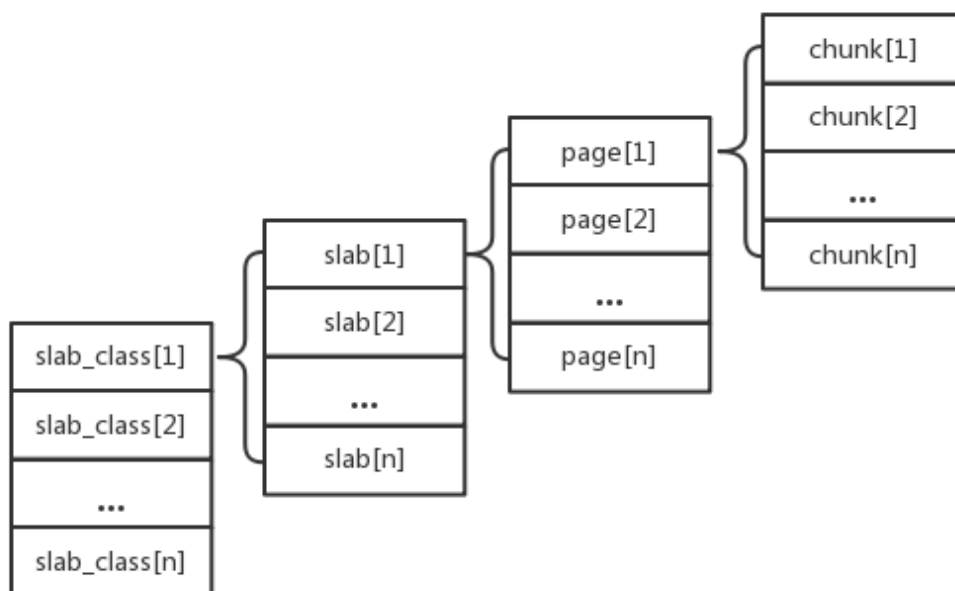 slab_class[1]
slab_class[2]
...
slab_class[n]
slab[1]
slab[2]
...
slab[n]
page[1]
page[2]
...
page[n]
chunk[1]
chunk[2]
...
chunk[n]